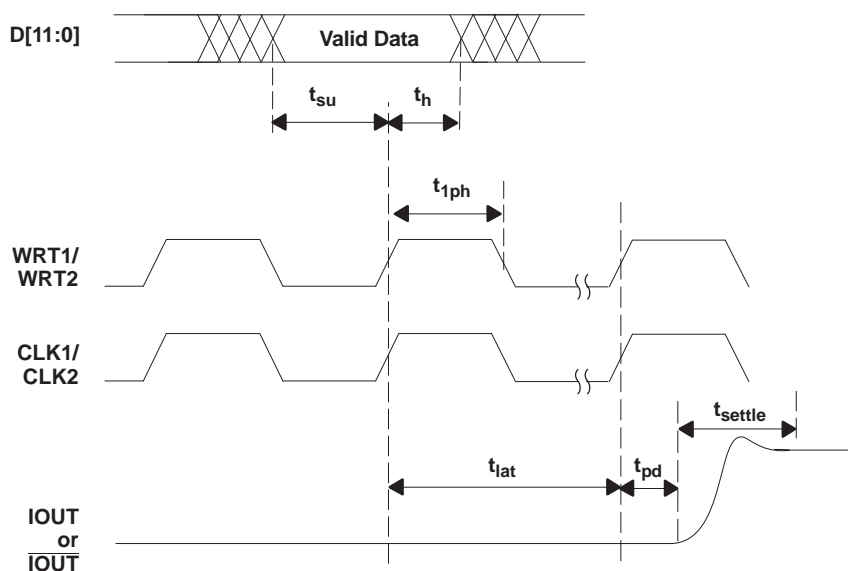 D[11:0]
Valid Data
tsu
th
t1ph
WRT1/
WRT2
CLK1/
CLK2
tsettle
tlat
tpd
IOUT
or
IOUT